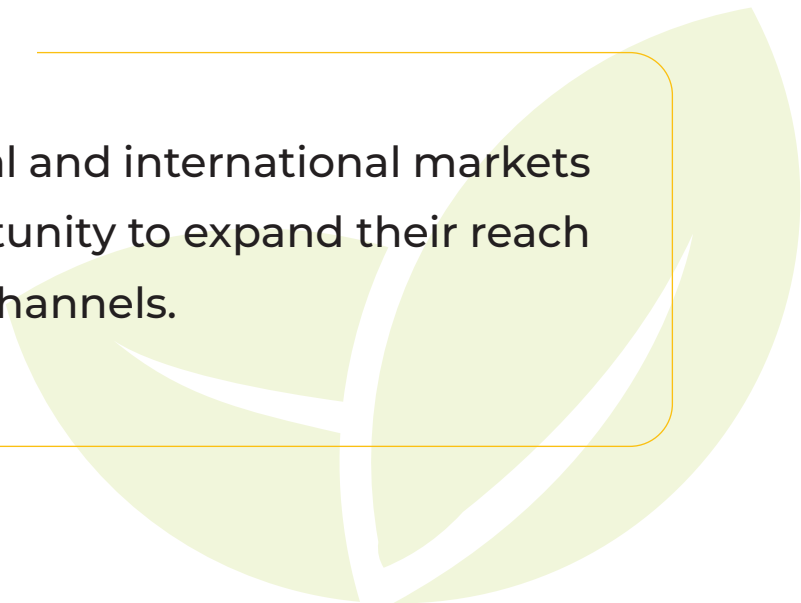 l and international markets
tunity to expand their reach
hannels.